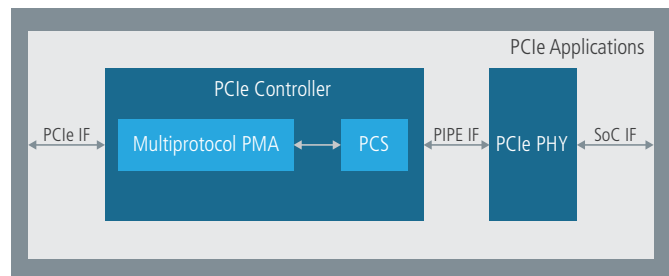 PCIe Applications
PCIe Controller
PCIe IF
Multiprotocol PMA
PCS
PIPE IF
PCIe PHY
SoC IF